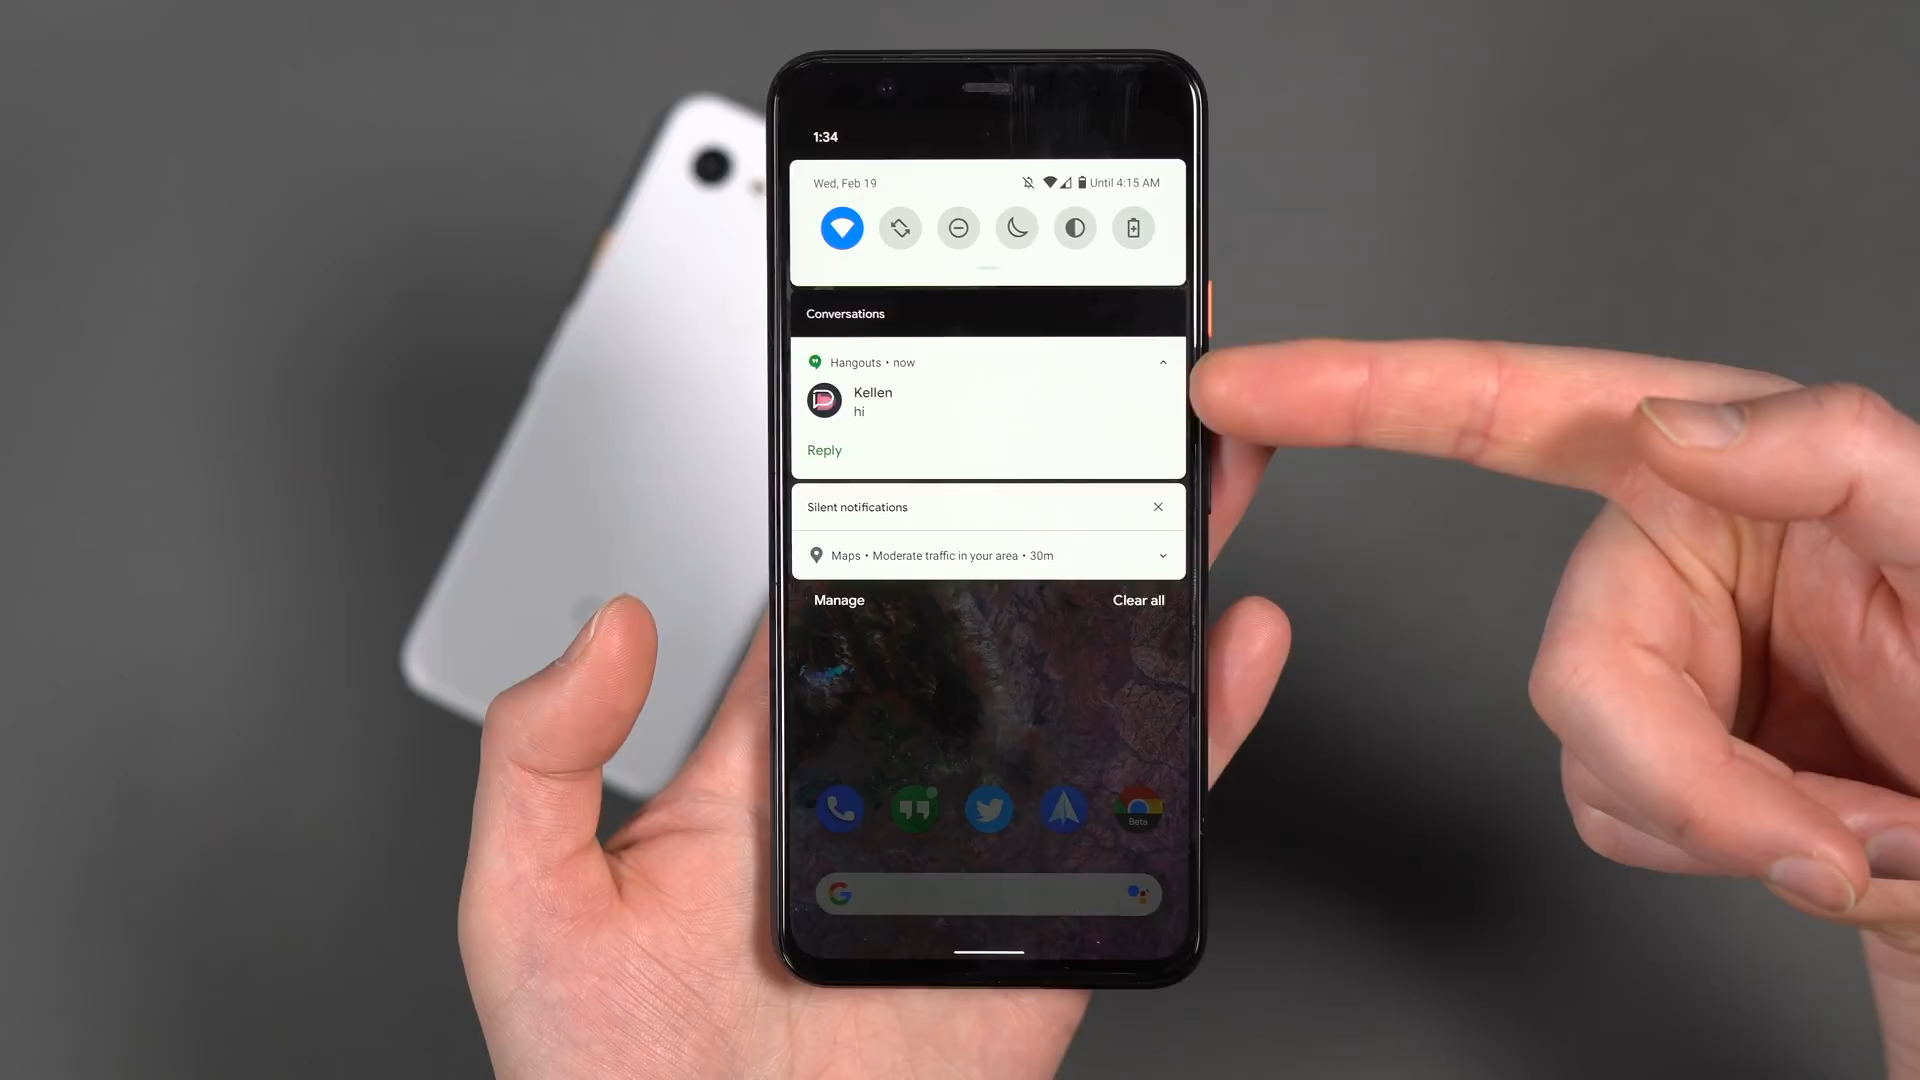 1:34
Wed, Feb 19
Until 4:15 AM
Conversations
Hangouts • now
Kellen
hi
Reply
Silent notifications
Maps • Moderate traffic in your area • 30m
Manage
Clear all
Beta